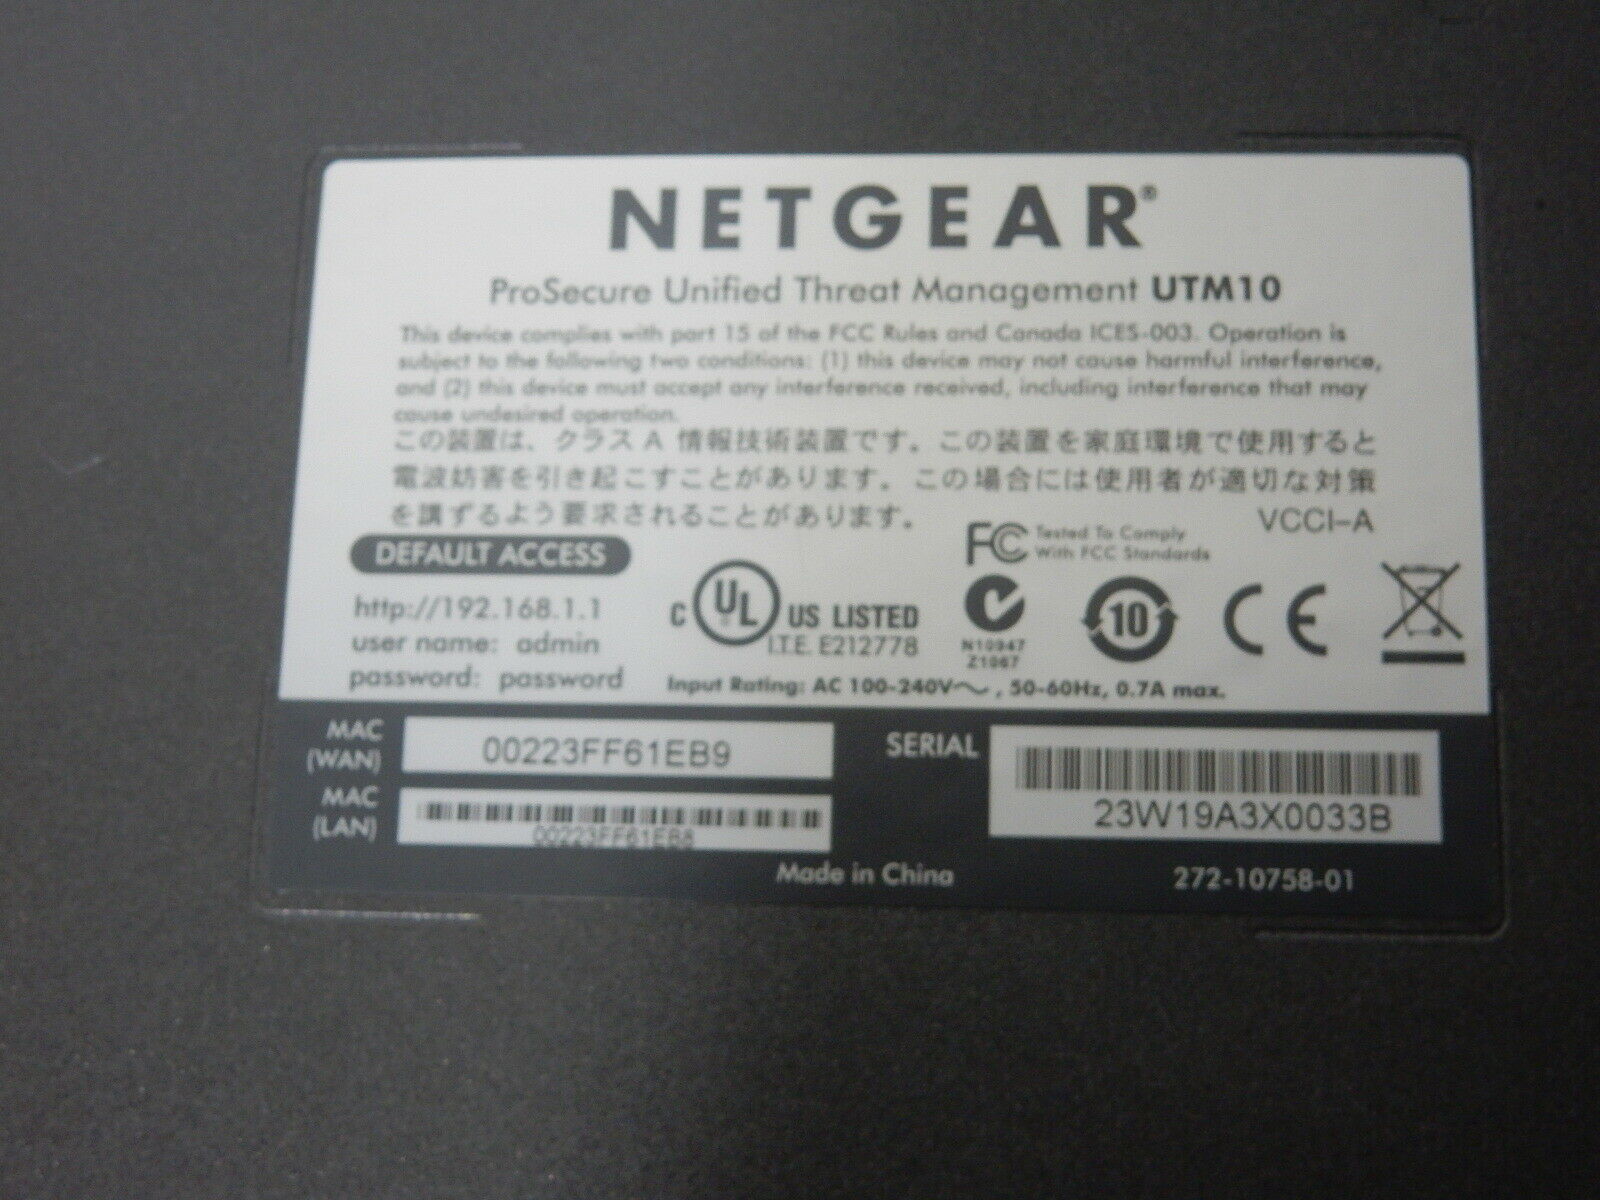 NETGEAR®
ProSecure Unified Threat Management UTM10
This device complies with part 15 of the FCC Rules and Canada ICES-003. Operation is
subject to the following two conditions: (1) this device may not cause harmful interference,
and (2) this device must accept any interference received, including interference that may
cause undesired operation.
この装置は、クラス A 情報技術装置です。この装置を家庭環境で使用すると
電波妨害を引き起こすことがあります。この場合には使用者が適切な対策
を講ずるよう要求されることがあります。
VCCI-A
FC Tested To Comply
With FCC Standards
DEFAULT ACCESS
http://192.168.1.1
user name: admin
password: password
C UL US LISTED
I.T.E. E212778
N10947
Z1067
10
CE
Input Rating: AC 100-240V~, 50-60Hz, 0.7A max.
MAC
(WAN)
00223FF61EB9
MAC
(LAN)
00223FF61EB8
SERIAL
23W19A3X0033B
Made in China
272-10758-01